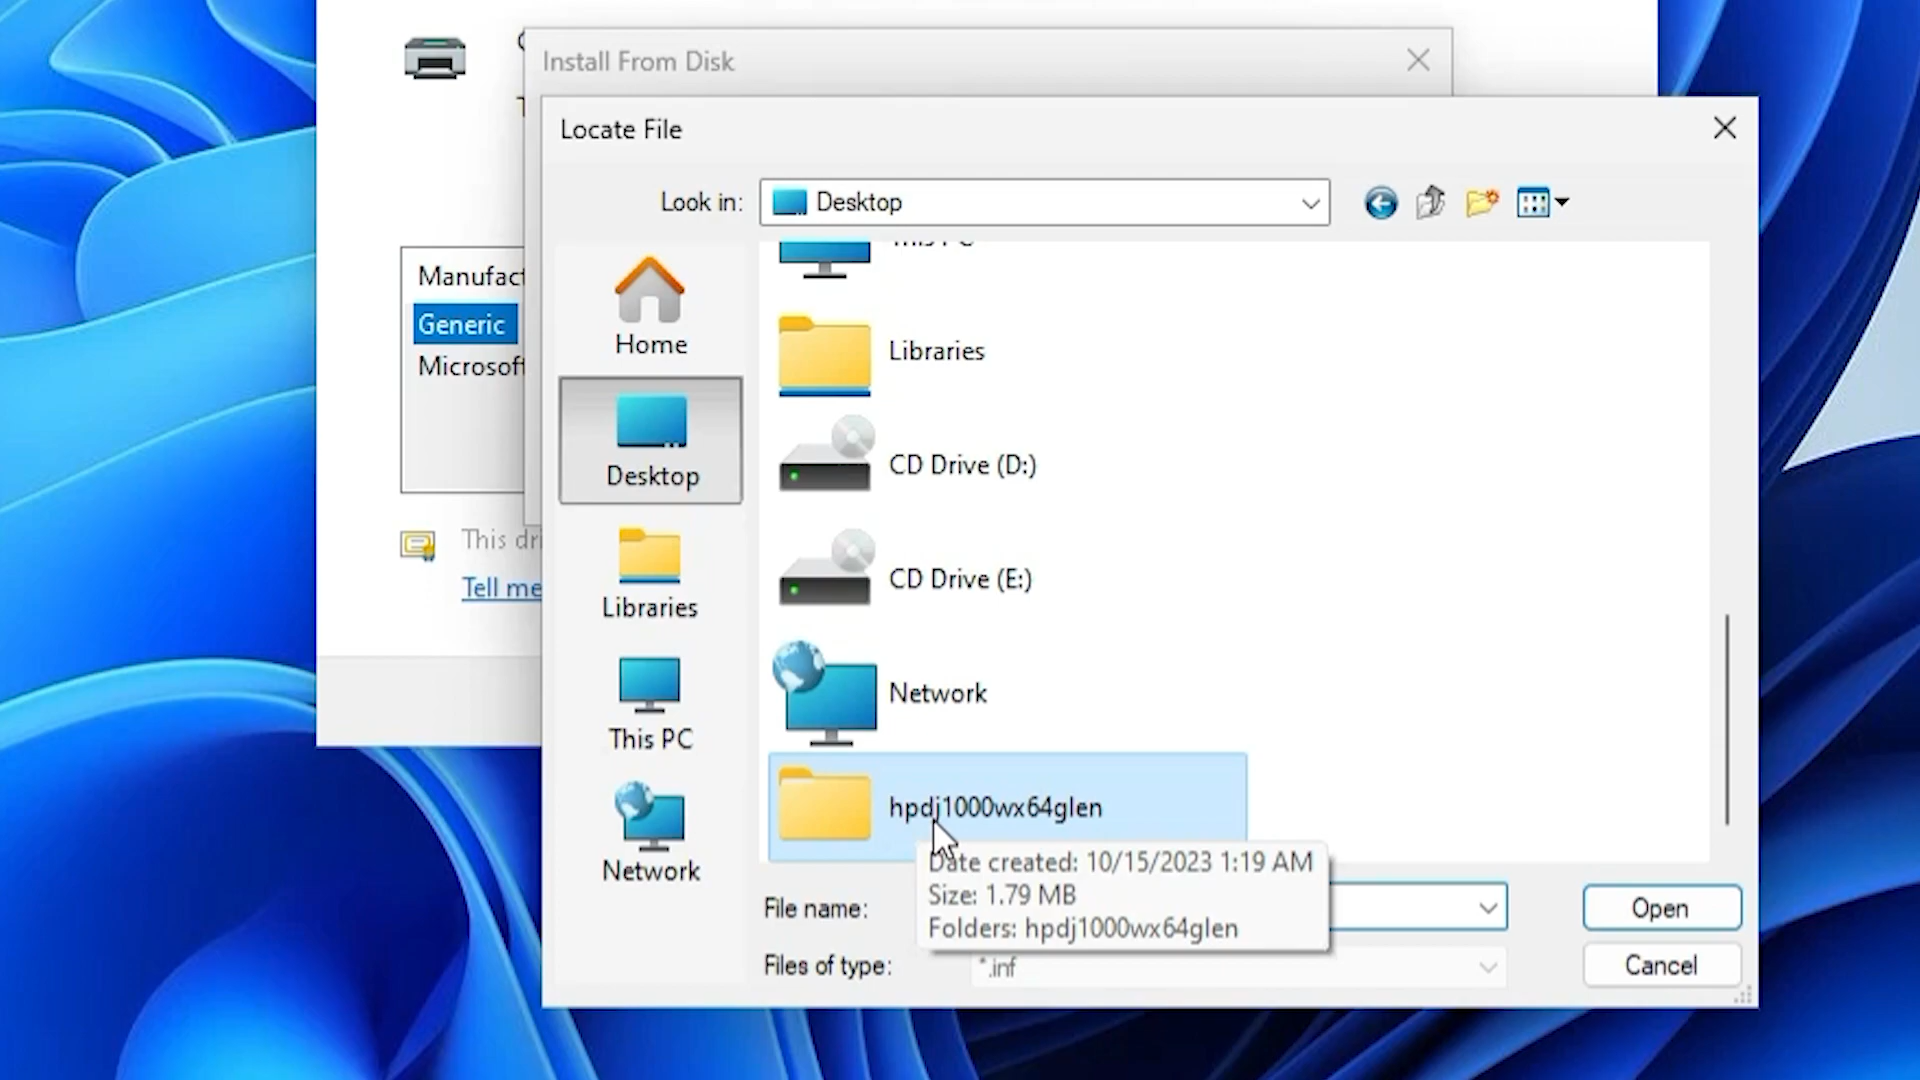 Install From Disk
Locate File
Look in:
Desktop
Manufact
Generic
Microsoft
This dri
Tell me
Home
Desktop
Libraries
This PC
Network
This PC
Libraries
CD Drive (D:)
CD Drive (E:)
Network
hpdj1000wx64glen
Date created: 10/15/2023 1:19 AM
Size: 1.79 MB
Folders: hpdj1000wx64glen
File name:
Open
Files of type:
*.inf
Cancel